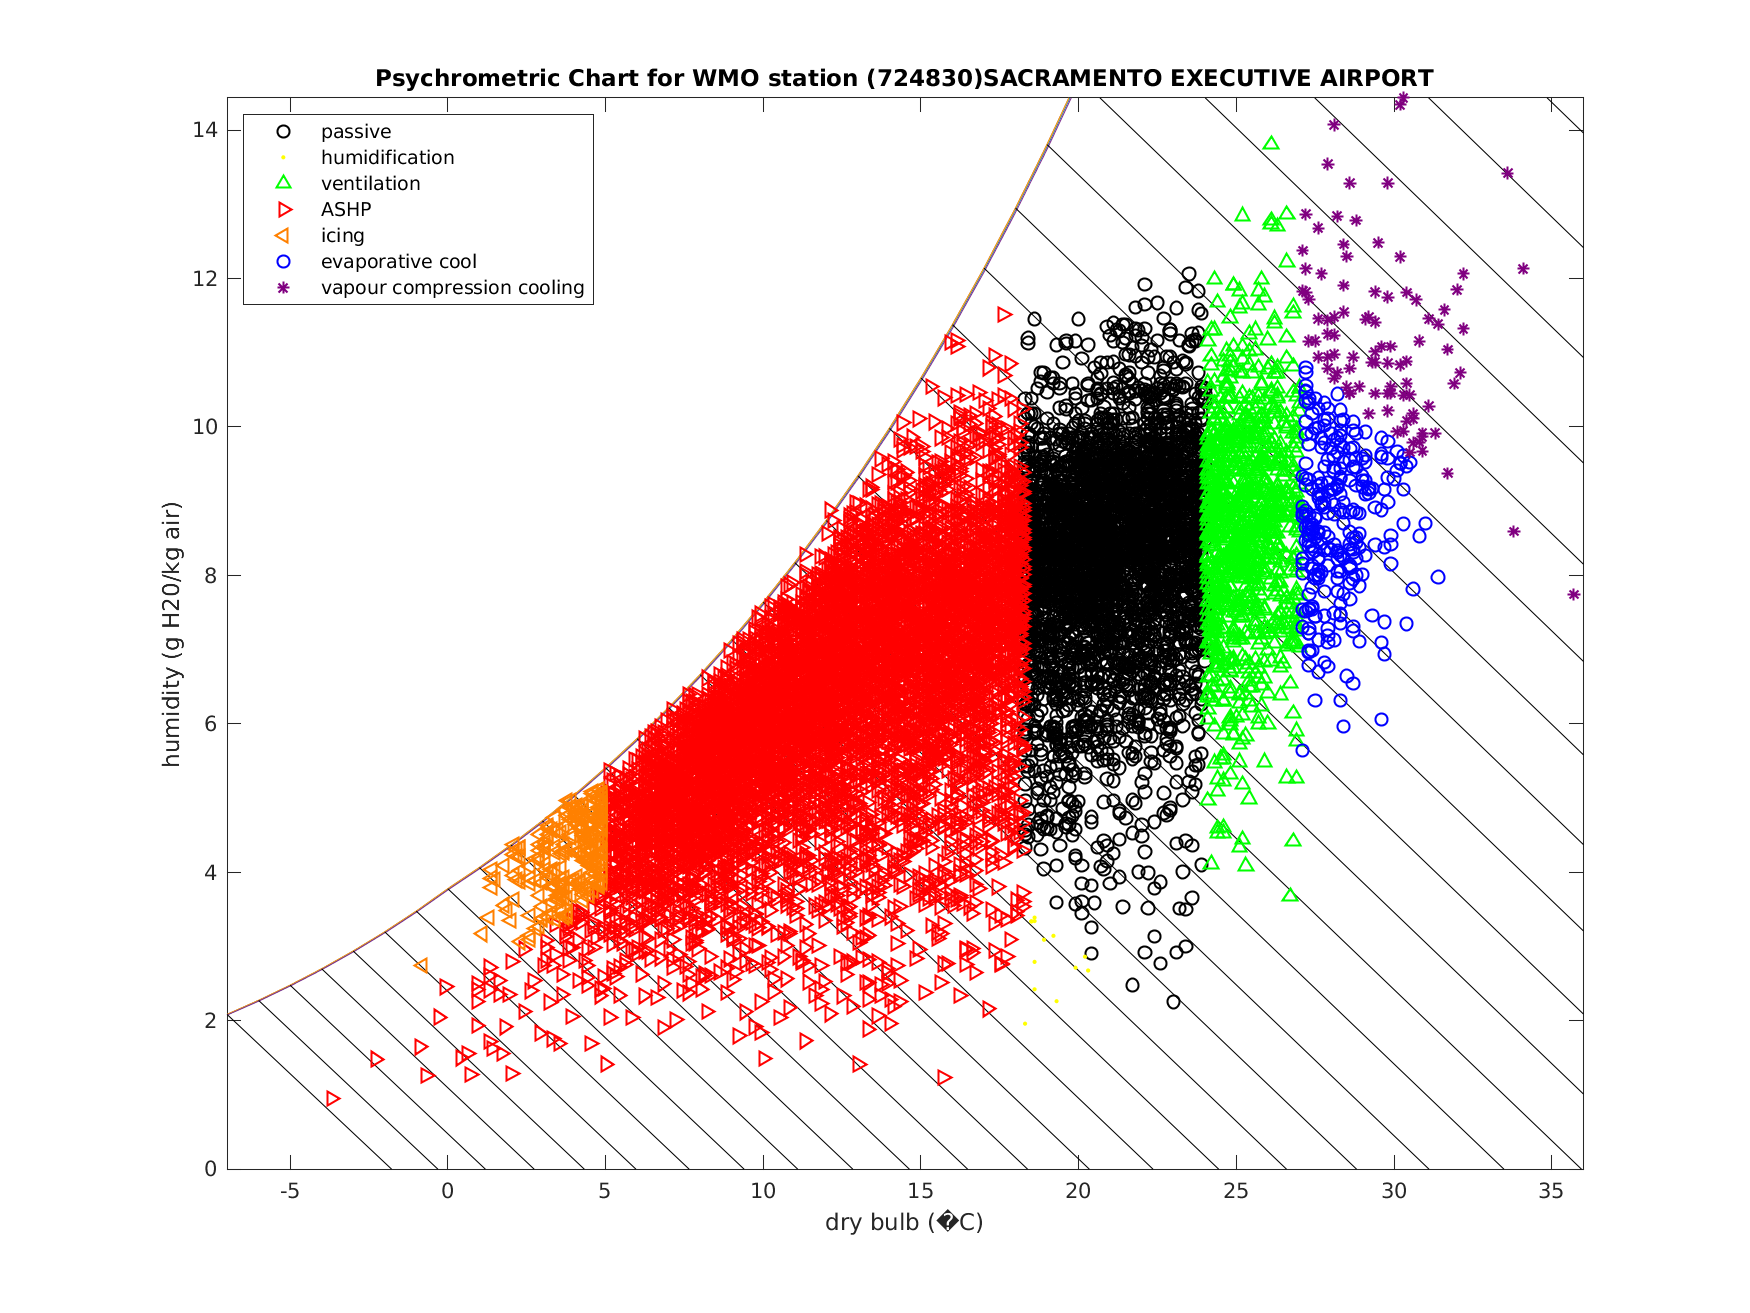 Psychrometric Chart for WMO station (724830)SACRAMENTO EXECUTIVE AIRPORT
passive
humidification
ventilation
ASHP
icing
evaporative cool
vapour compression cooling
14
12
10
8
6
4
2
0
humidity (g H20/kg air)
-5 0 5 10 15 20 25 30 35
dry bulb (�C)